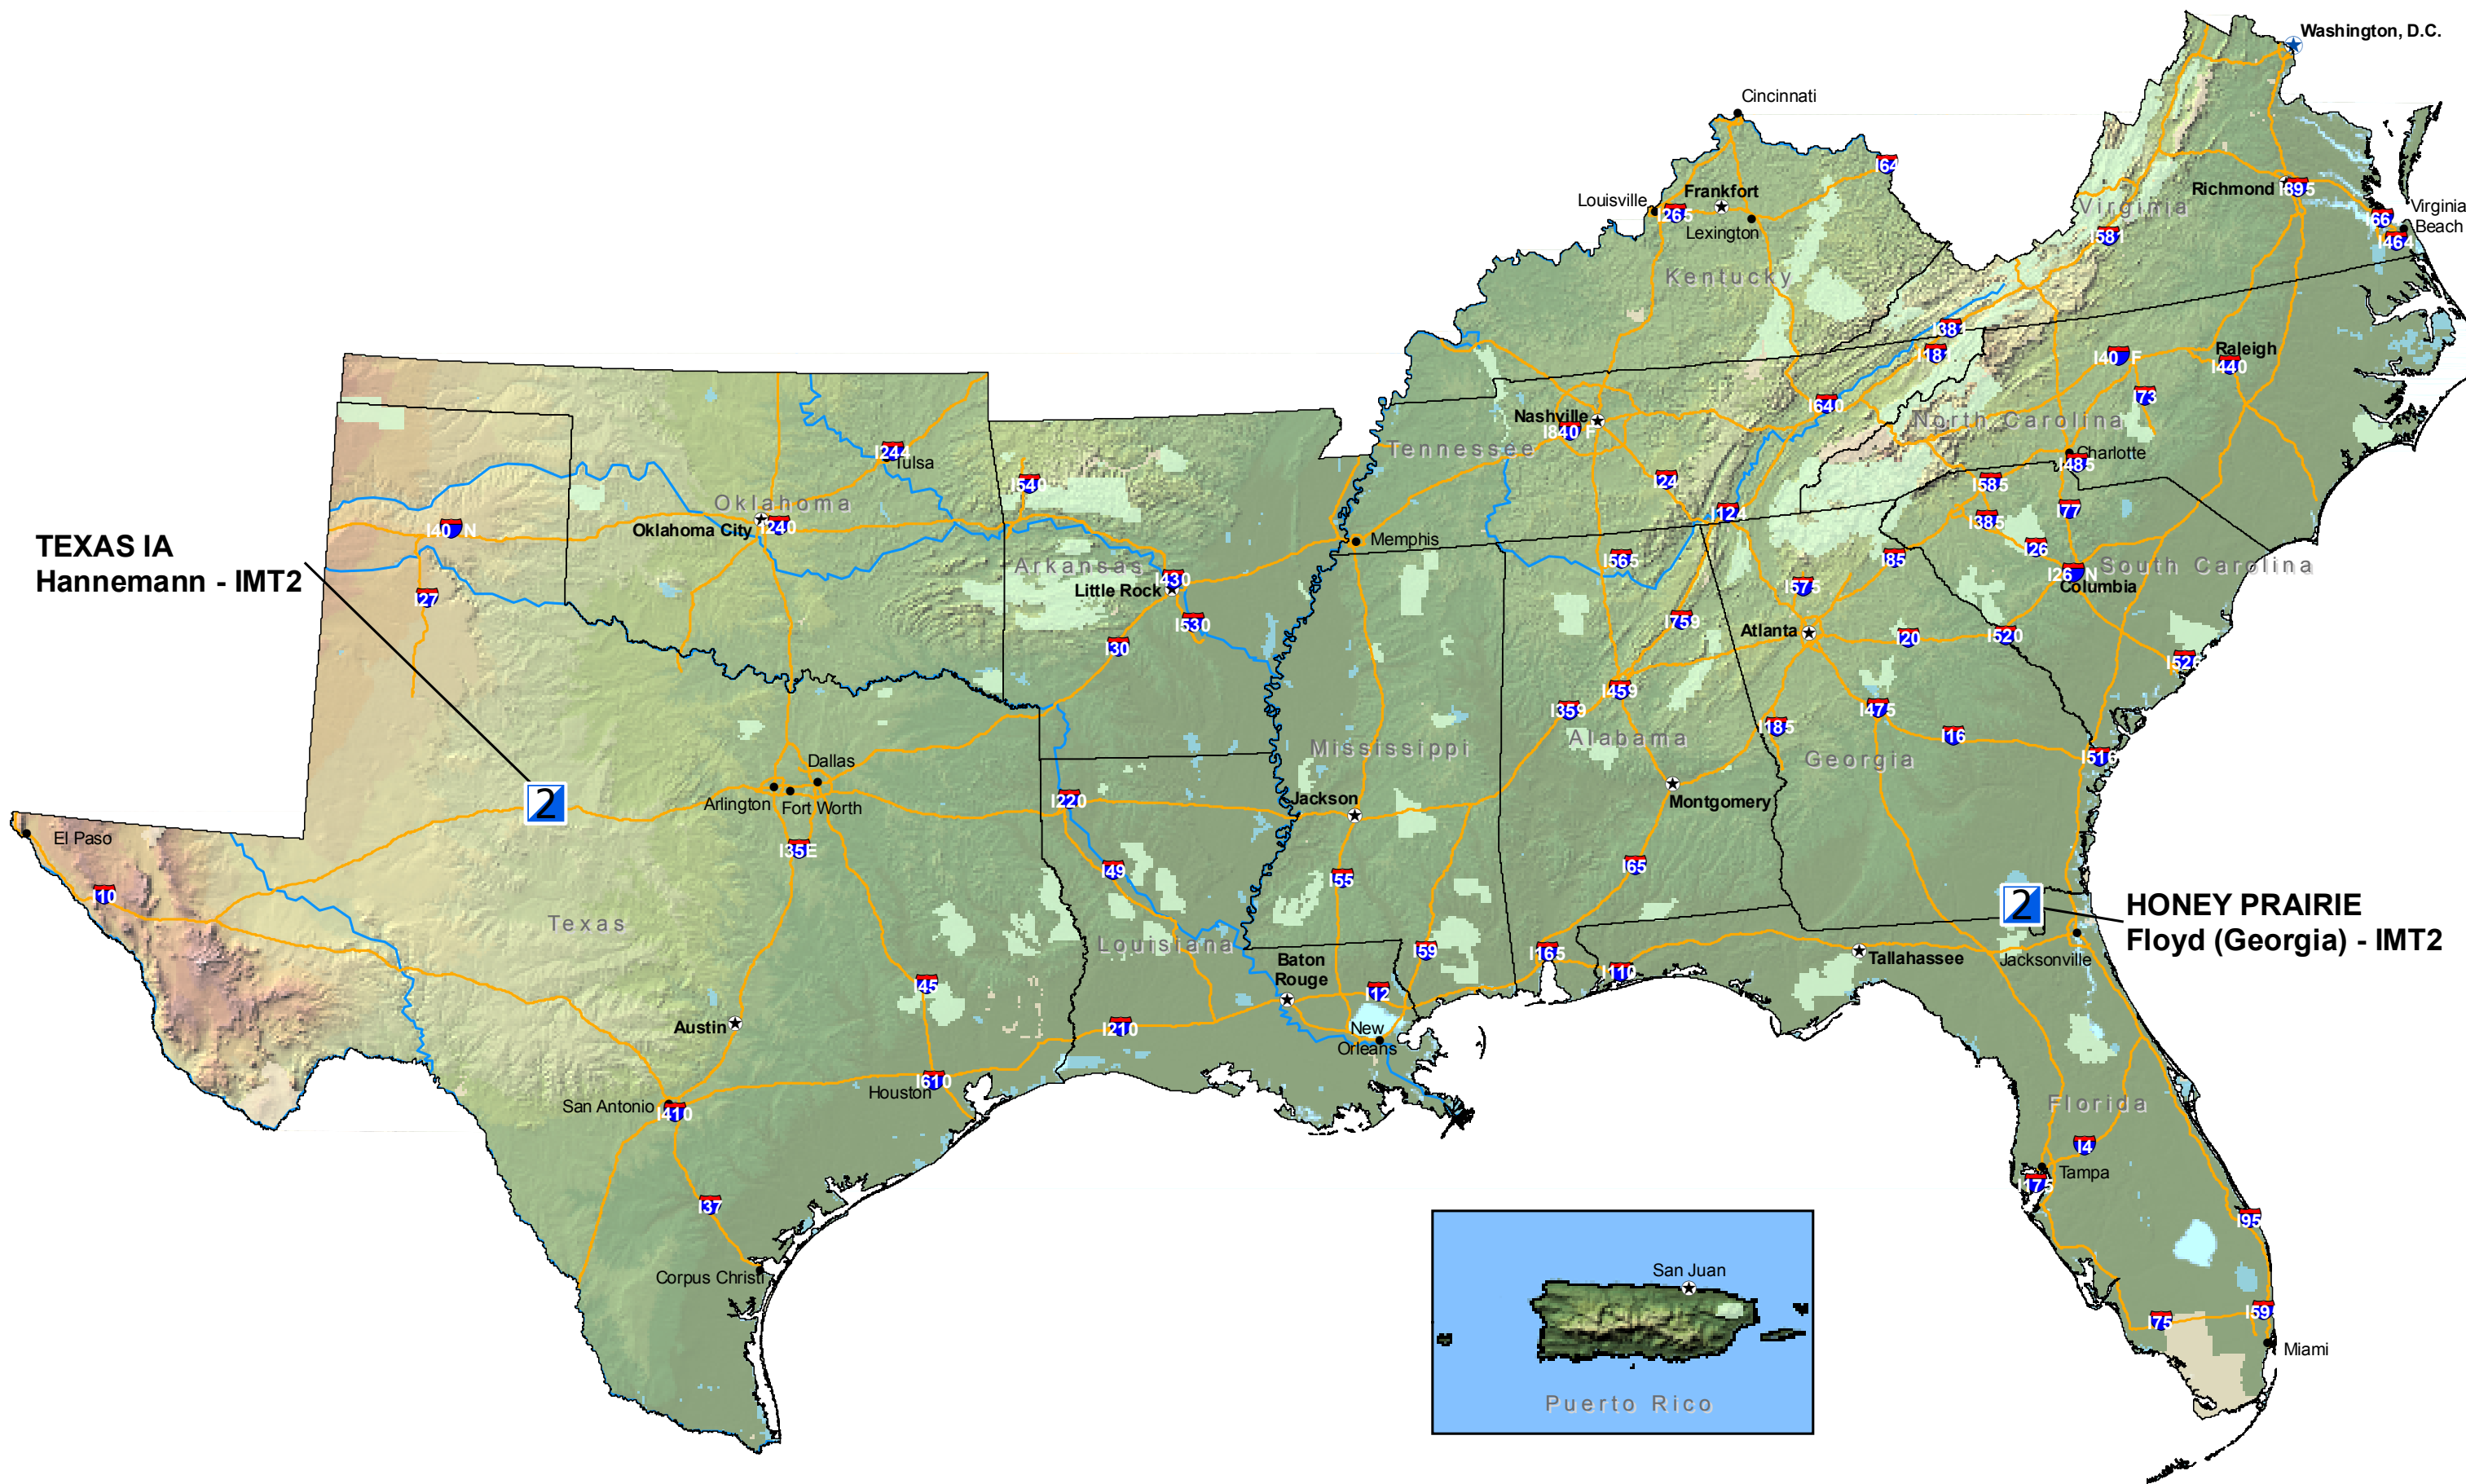 Washington, D.C.
Cincinnati
I64
Louisville
Frankfort
I265
Lexington
Richmond
I895
Virginia
Virginia
Beach
I66
I464
I581
Kentucky
I381
I181
I40 F
Raleigh
I440
I73
I640
Nashville
I840 F
North Carolina
Tennessee
Charlotte
I485
I244
Tulsa
I540
I24
I585
Oklahoma
I124
I385
I77
TEXAS IA
Hannemann - IMT2
I40 N
Oklahoma City
I240
Memphis
I26
I565
I85
Arkansas
South Carolina
I430
Little Rock
I26 N
Columbia
I27
I575
I530
I759
Atlanta
I20
I520
I30
I526
I459
I359
I475
I185
I16
Mississippi
Alabama
Georgia
I516
Dallas
2
Arlington
Fort Worth
I220
Jackson
Montgomery
El Paso
I35E
I49
I55
I65
I10
2
HONEY PRAIRIE
Floyd (Georgia) - IMT2
Texas
Louisiana
I59
I165
Baton
Rouge
Tallahassee
Jacksonville
I110
I45
I12
Austin
I210
New
Orleans
I610
Houston
San Antonio
I410
Florida
I4
Tampa
I175
I37
I95
Corpus Christi
San Juan
I75
I59
Miami
Puerto Rico